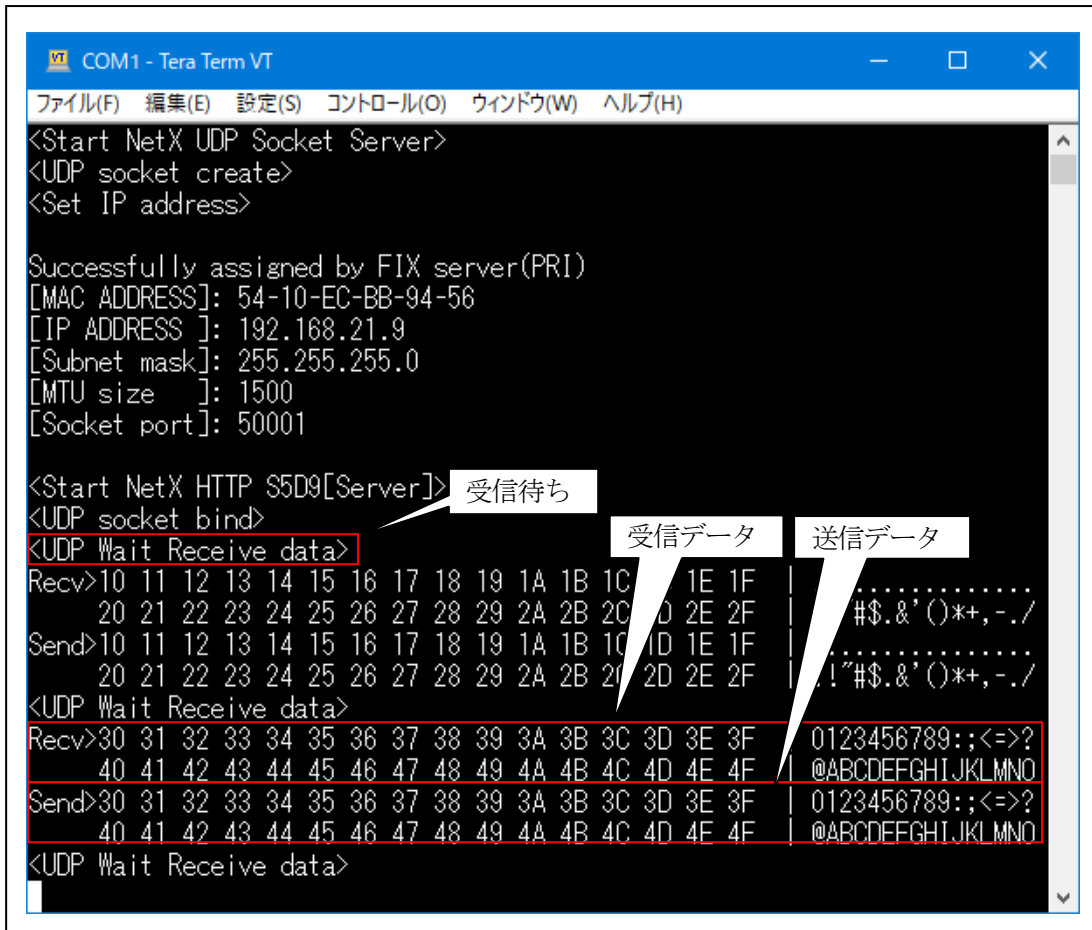 COM1 - Tera Term VT
ファイル(F) 編集(E) 設定(S) コントロール(O) ウィンドウ(W) ヘルプ(H)
<Start NetX UDP Socket Server>
<UDP socket create>
<Set IP address>
Successfully assigned by FIX server(PRI)
[MAC ADDRESS]: 54-10-EC-BB-94-56
[IP ADDRESS ]: 192.168.21.9
[Subnet mask]: 255.255.255.0
[MTU size   ]: 1500
[Socket port]: 50001
<Start NetX HTTP S5D9[Server]>
受信待ち
<UDP socket bind>
受信データ
送信データ
<UDP Wait Receive data>
Recv>10 11 12 13 14 15 16 17 18 19 1A 1B 1C 1E 1F | ..............
20 21 22 23 24 25 26 27 28 29 2A 2B 2C 2D 2E 2F | #$.&'()*+,-./
Send>10 11 12 13 14 15 16 17 18 19 1A 1B 1C 1D 1E 1F | ................
20 21 22 23 24 25 26 27 28 29 2A 2B 2C 2D 2E 2F | .!"#$.&'()*+,-./
<UDP Wait Receive data>
Recv>30 31 32 33 34 35 36 37 38 39 3A 3B 3C 3D 3E 3F | 0123456789:;<=>?
40 41 42 43 44 45 46 47 48 49 4A 4B 4C 4D 4E 4F | @ABCDEFGHIJKLMNO
Send>30 31 32 33 34 35 36 37 38 39 3A 3B 3C 3D 3E 3F | 0123456789:;<=>?
40 41 42 43 44 45 46 47 48 49 4A 4B 4C 4D 4E 4F | @ABCDEFGHIJKLMNO
<UDP Wait Receive data>